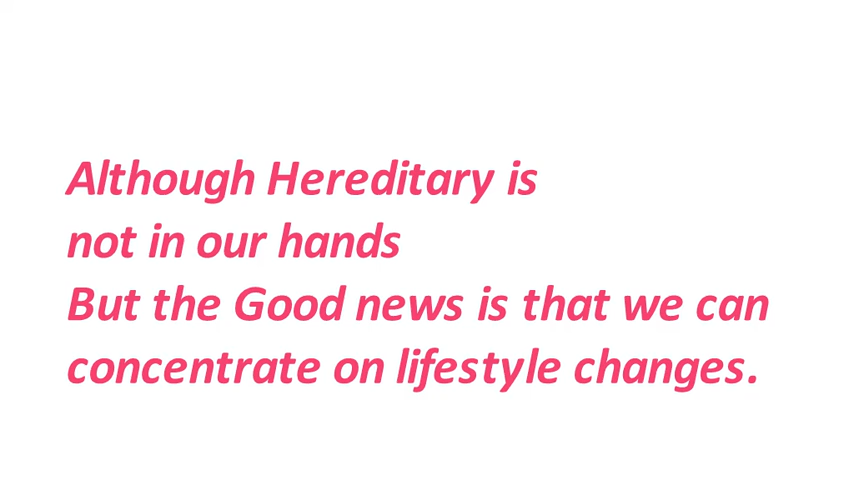 Although Hereditary is
not in our hands
But the Good news is that we can
concentrate on lifestyle changes.